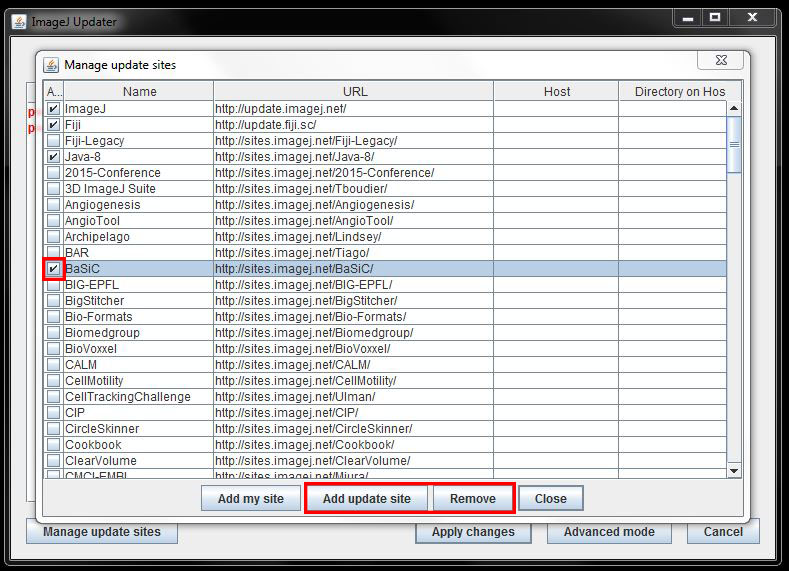 ImageJ Updater
Manage update sites
A... Name URL Host Directory on Hos
ImageJ http://update.imagej.net/
Fiji http://update.fiji.sc/
Fiji-Legacy http://sites.imagej.net/Fiji-Legacy/
Java-8 http://sites.imagej.net/Java-8/
2015-Conference http://sites.imagej.net/2015-Conference/
3D ImageJ Suite http://sites.imagej.net/Tboudier/
Angiogenesis http://sites.imagej.net/Angiogenesis/
AngioTool http://sites.imagej.net/AngioTool/
Archipelago http://sites.imagej.net/Lindsey/
BAR http://sites.imagej.net/Tiago/
BaSiC http://sites.imagej.net/BaSiC/
BIG-EPFL http://sites.imagej.net/BIG-EPFL/
BigStitcher http://sites.imagej.net/BigStitcher/
Bio-Formats http://sites.imagej.net/Bio-Formats/
Biomedgroup http://sites.imagej.net/Biomedgroup/
BioVoxxel http://sites.imagej.net/BioVoxxel/
CALM http://sites.imagej.net/CALM/
CellMotility http://sites.imagej.net/CellMotility/
CellTrackingChallenge http://sites.imagej.net/Ulman/
CIP http://sites.imagej.net/CIP/
CircleSkinner http://sites.imagej.net/CircleSkinner/
Cookbook http://sites.imagej.net/Cookbook/
ClearVolume http://sites.imagej.net/ClearVolume/
CMCI-EMBL http://sites.imagej.net/Miura/
Add my site Add update site Remove Close
Manage update sites Apply changes Advanced mode Cancel